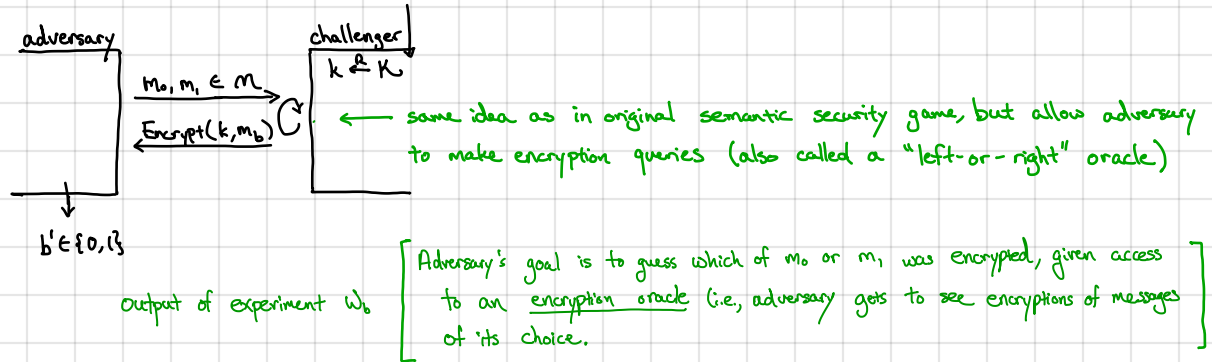 adversary
challenger
k ←ᴿ K
m₀, m₁ ∈ M
Encrypt(k, m_b)
← same idea as in original semantic security game, but allow adversary
to make encryption queries (also called a "left-or-right" oracle)
b' ∈ {0,1}
Adversary's goal is to guess which of m₀ or m₁ was encrypted, given access
output of experiment W_b
to an encryption oracle (i.e., adversary gets to see encryptions of messages
of its choice.